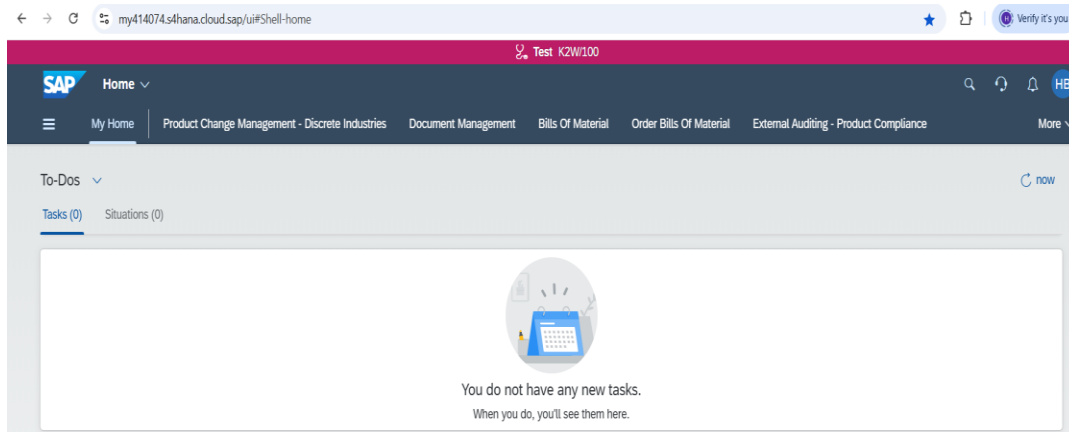 my414074.s4hana.cloud.sap/ui#Shell-home
Verify it's you
Test K2W/100
SAP Home HB
My Home Product Change Management - Discrete Industries Document Management Bills Of Material Order Bills Of Material External Auditing - Product Compliance More
To-Dos now
Tasks (0) Situations (0)
You do not have any new tasks.
When you do, you'll see them here.